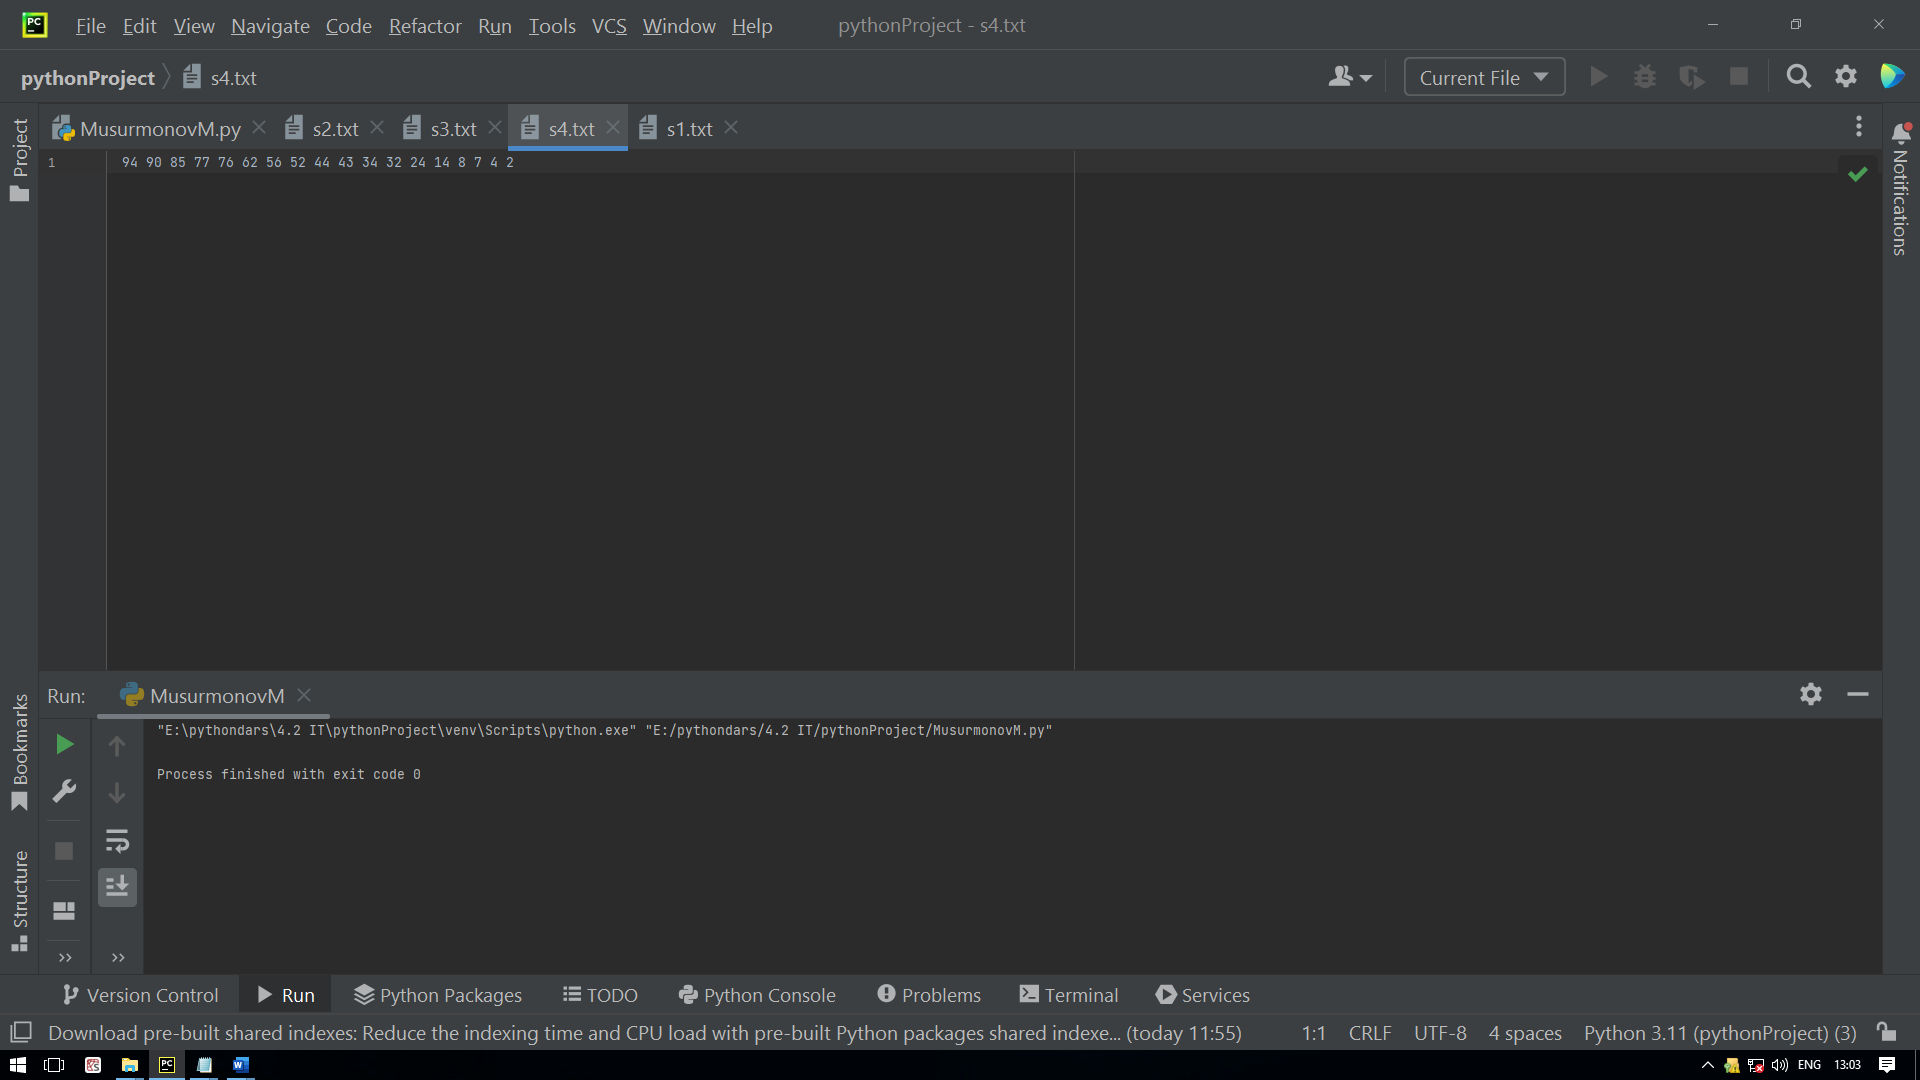 File Edit View Navigate Code Refactor Run Tools VCS Window Help pythonProject - s4.txt
pythonProject s4.txt Current File
Project
MusurmonovM.py s2.txt s3.txt s4.txt s1.txt
Notifications
1 94 90 85 77 76 62 56 52 44 43 34 32 24 14 8 7 4 2
Run: MusurmonovM
"E:\pythondars\4.2 IT\pythonProject\venv\Scripts\python.exe" "E:/pythondars/4.2 IT/pythonProject/MusurmonovM.py"
Process finished with exit code 0
Bookmarks
Structure
Version Control Run Python Packages TODO Python Console Problems Terminal Services
Download pre-built shared indexes: Reduce the indexing time and CPU load with pre-built Python packages shared indexe... (today 11:55) 1:1 CRLF UTF-8 4 spaces Python 3.11 (pythonProject) (3)
ENG 13:03